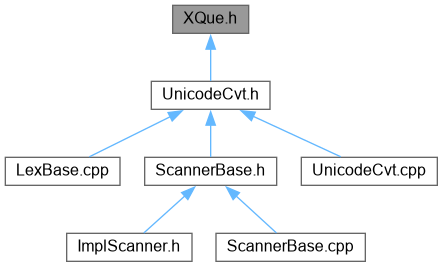 XQue.h
UnicodeCvt.h
LexBase.cpp
ScannerBase.h
UnicodeCvt.cpp
ImplScanner.h
ScannerBase.cpp